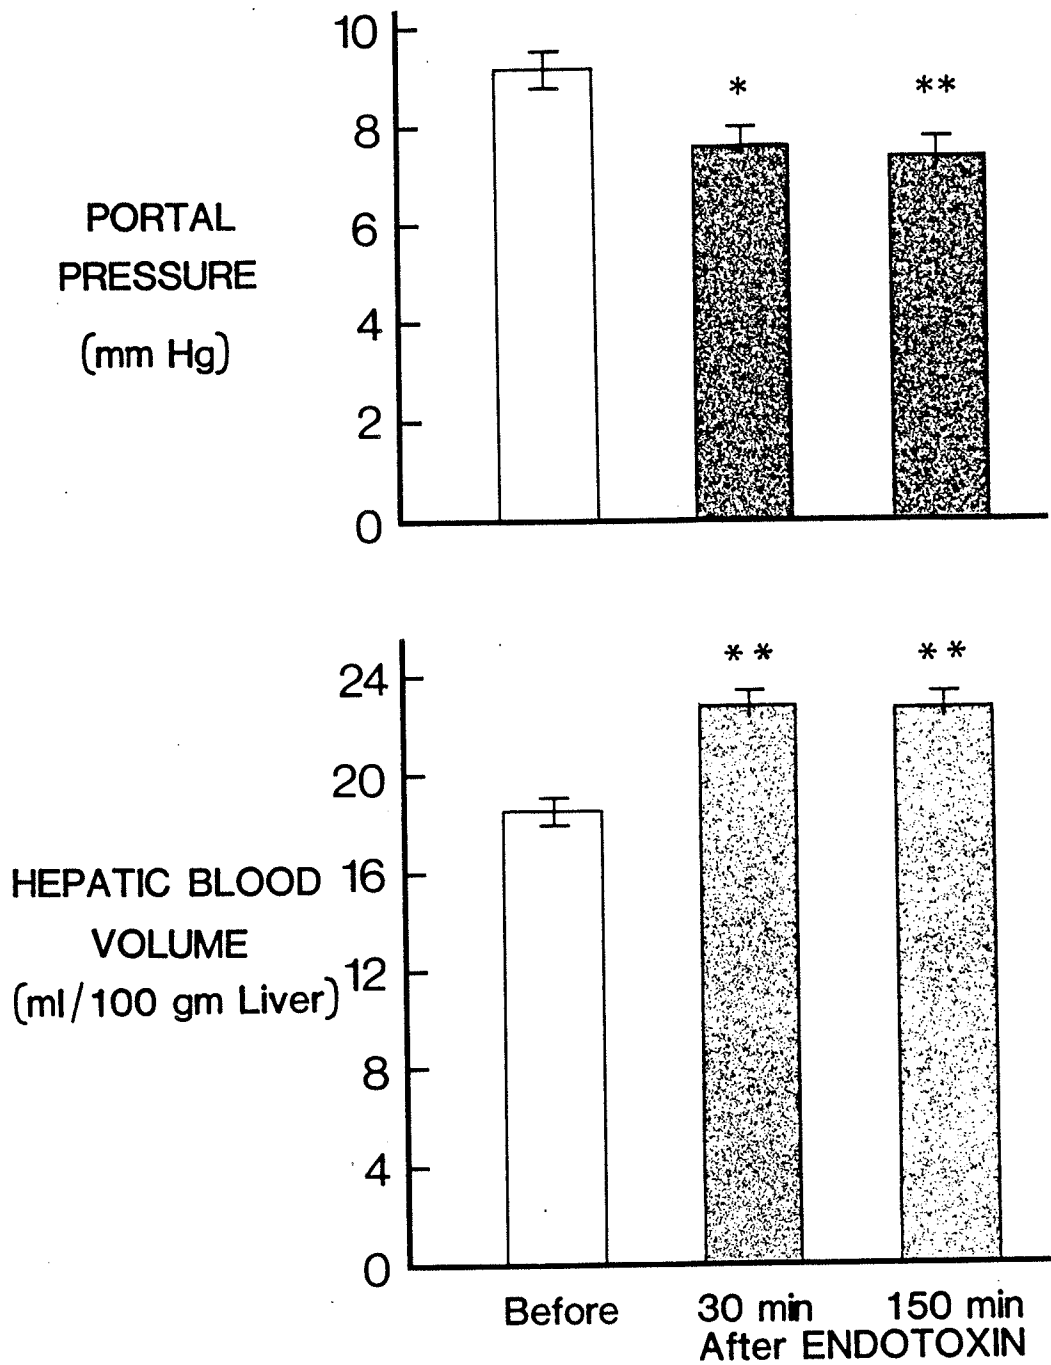 10
8
6
4
2
0
PORTAL
PRESSURE
(mm Hg)
*
**
24
20
16
12
8
4
0
HEPATIC BLOOD
VOLUME
(ml/100 gm Liver)
**
**
Before
30 min
150 min
After ENDOTOXIN